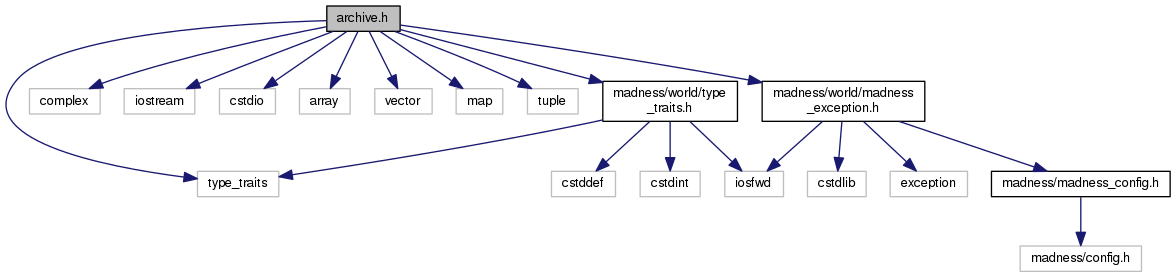 archive.h
complex
iostream
cstdio
array
vector
map
tuple
madness/world/type
_traits.h
madness/world/madness
_exception.h
type_traits
cstddef
cstdint
iosfwd
cstdlib
exception
madness/madness_config.h
madness/config.h